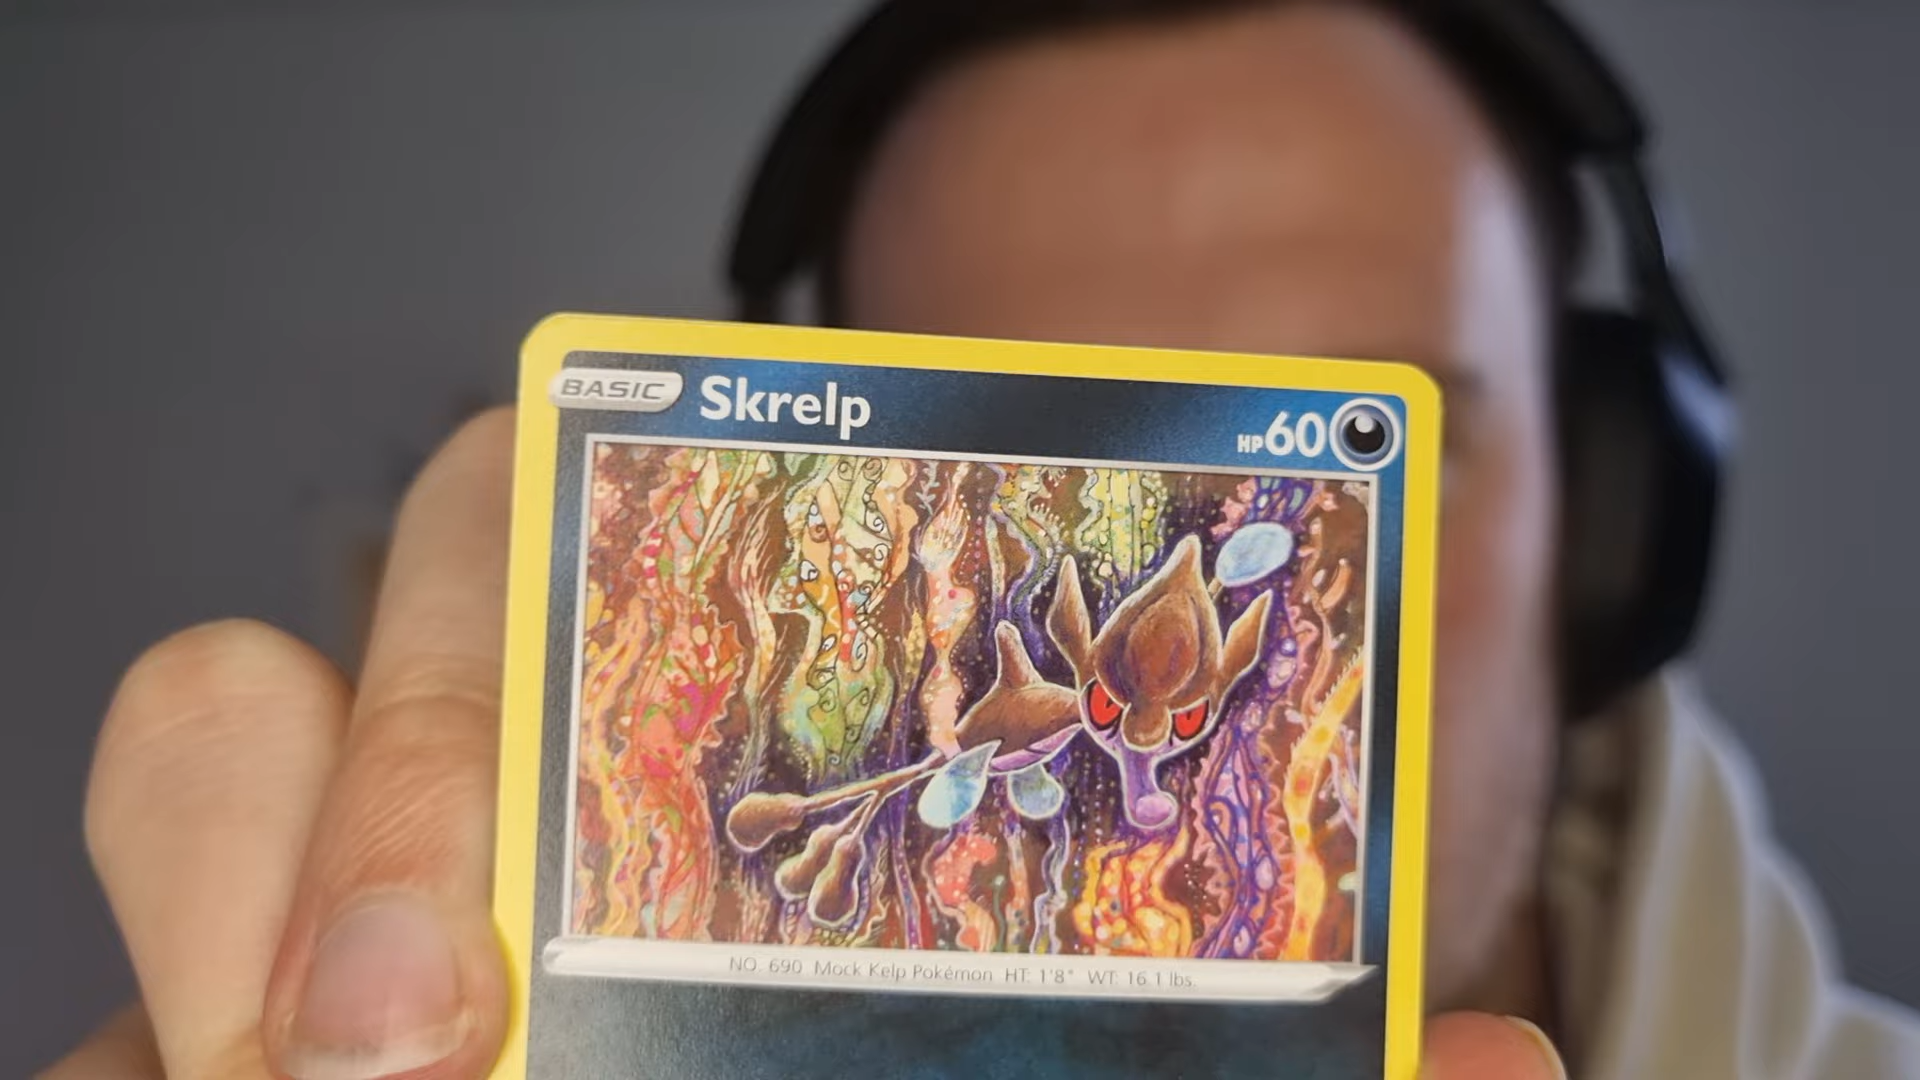 BASIC Skrelp HP60
NO. 690 Mock Kelp Pokémon HT: 1'8" WT: 16.1 lbs.